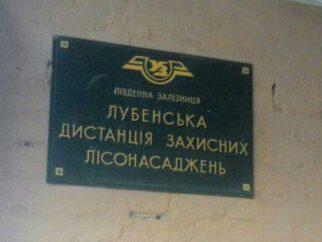 ПІВДЕННА ЗАЛІЗНИЦЯ
ЛУБЕНСЬКА
ДИСТАНЦІЯ ЗАХИСНИХ
ЛІСОНАСАДЖЕНЬ